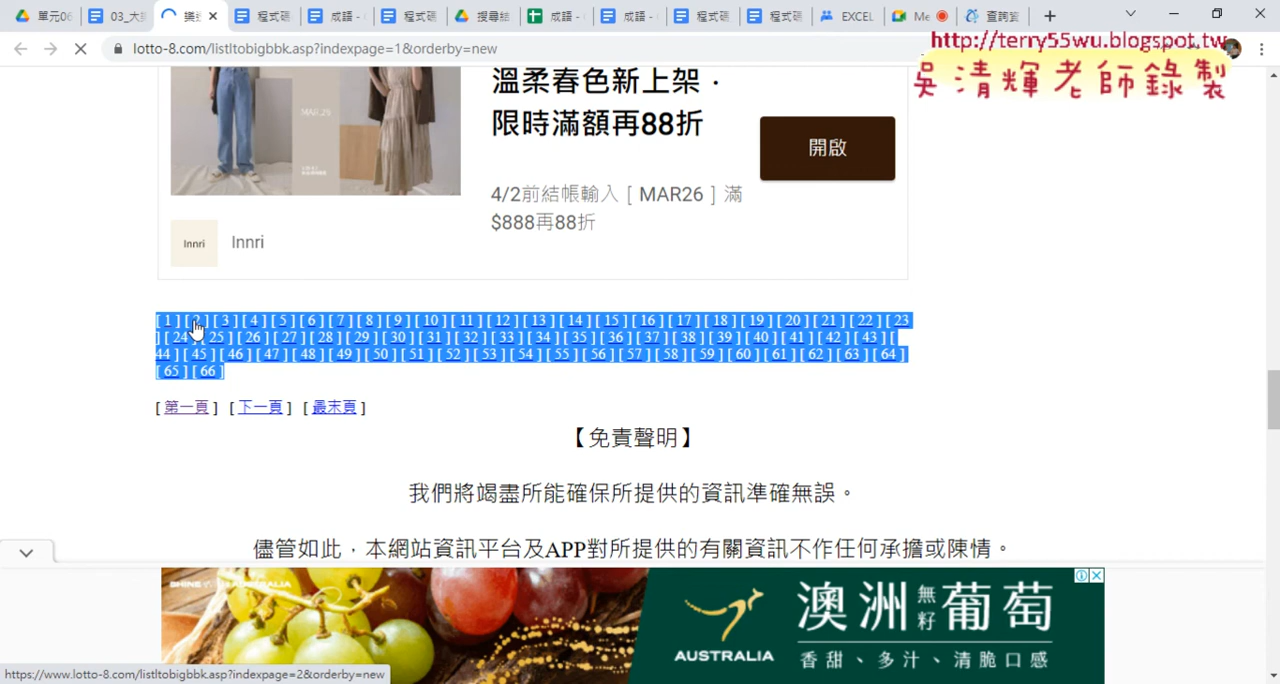 單元06
03_大數
樂透
程式碼
成語 -
程式碼
搜尋結
成語 -
成語 -
程式碼
程式碼
EXCEL
Me
查詢資
lotto-8.com/listltobigbbk.asp?indexpage=1&orderby=new
http://terry55wu.blogspot.tw
吳清輝老師錄製
MAR.25
溫柔春色新上架．
限時滿額再88折
開啟
4/2前結帳輸入［MAR26］滿
$888再88折
Innri
Innri
[ 1 ] [ 2 ] [ 3 ] [ 4 ] [ 5 ] [ 6 ] [ 7 ] [ 8 ] [ 9 ] [ 10 ] [ 11 ] [ 12 ] [ 13 ] [ 14 ] [ 15 ] [ 16 ] [ 17 ] [ 18 ] [ 19 ] [ 20 ] [ 21 ] [ 22 ] [ 23
] [ 24 ] [ 25 ] [ 26 ] [ 27 ] [ 28 ] [ 29 ] [ 30 ] [ 31 ] [ 32 ] [ 33 ] [ 34 ] [ 35 ] [ 36 ] [ 37 ] [ 38 ] [ 39 ] [ 40 ] [ 41 ] [ 42 ] [ 43 ] [
44 ] [ 45 ] [ 46 ] [ 47 ] [ 48 ] [ 49 ] [ 50 ] [ 51 ] [ 52 ] [ 53 ] [ 54 ] [ 55 ] [ 56 ] [ 57 ] [ 58 ] [ 59 ] [ 60 ] [ 61 ] [ 62 ] [ 63 ] [ 64 ]
[ 65 ] [ 66 ]
[ 第一頁 ] [ 下一頁 ] [ 最末頁 ]
【免責聲明】
我們將竭盡所能確保所提供的資訊準確無誤。
儘管如此，本網站資訊平台及APP對所提供的有關資訊不作任何承擔或陳情。
AUSTRALIA
澳洲無籽葡萄
香甜、多汁、清脆口感
https://www.lotto-8.com/listltobigbbk.asp?indexpage=2&orderby=new